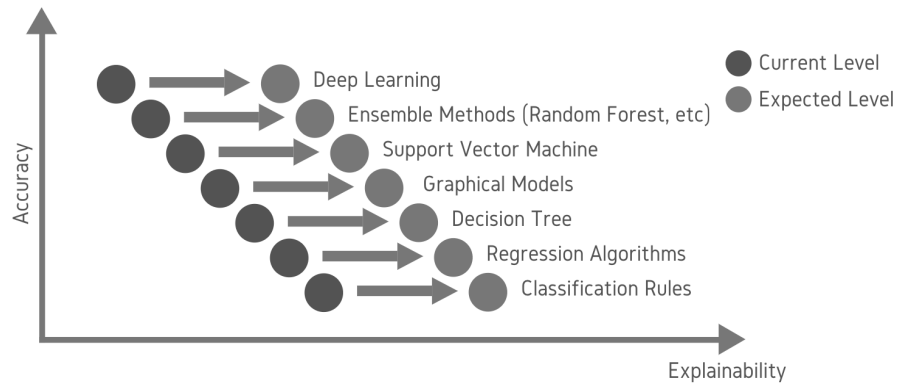 Accuracy
Deep Learning
Ensemble Methods (Random Forest, etc)
Support Vector Machine
Graphical Models
Decision Tree
Regression Algorithms
Classification Rules
Current Level
Expected Level
Explainability